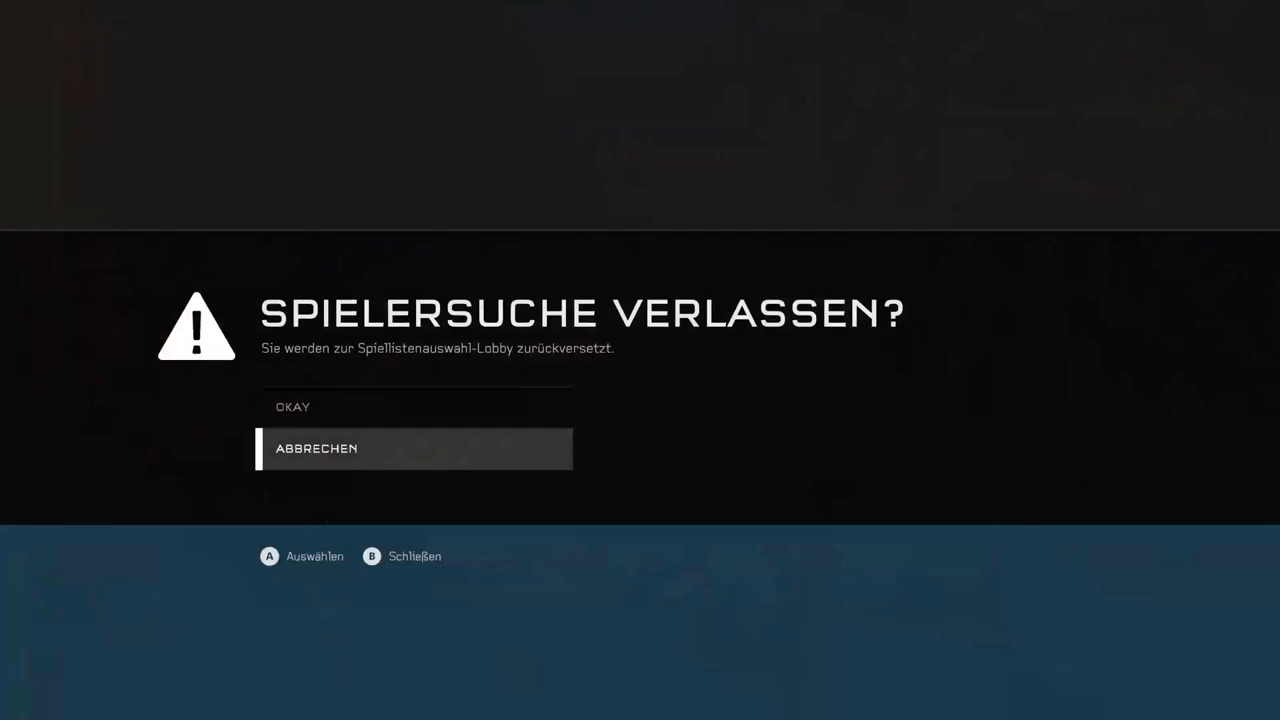 SPIELERSUCHE VERLASSEN?
Sie werden zur Spiellistenauswahl-Lobby zurückversetzt.
OKAY
ABBRECHEN
A Auswählen B Schließen